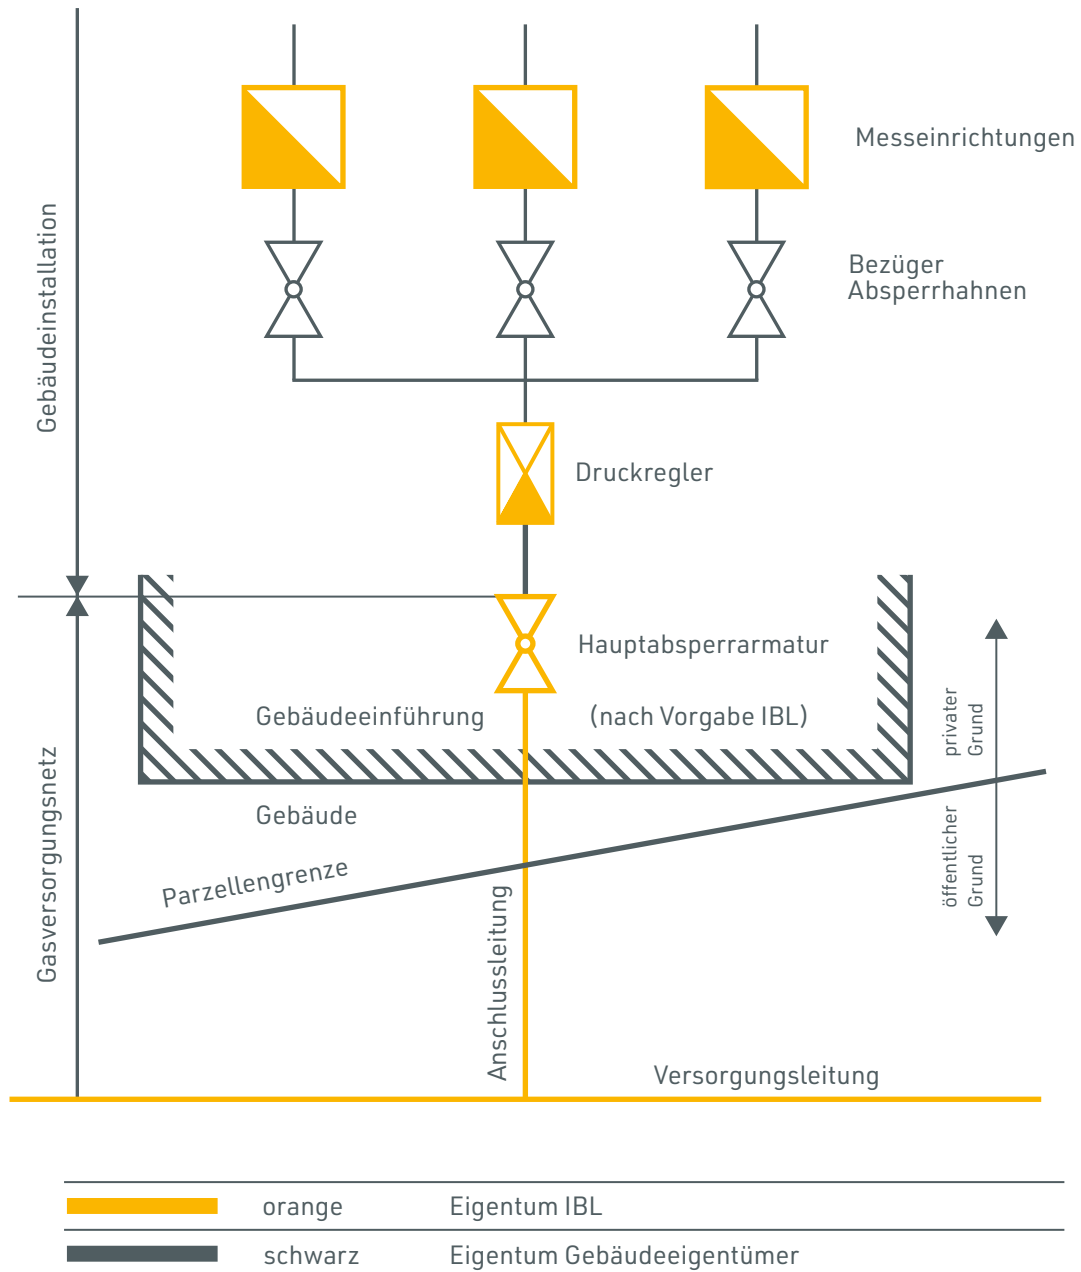 Messeinrichtungen
Bezüger
Absperrhahnen
Gebäudeinstallation
Druckregler
Hauptabsperrarmatur
Gebäudeeinführung
(nach Vorgabe IBL)
privater
Grund
Gebäude
Gasversorgungsnetz
öffentlicher
Grund
Parzellengrenze
Anschlussleitung
Versorgungsleitung
orange Eigentum IBL
schwarz Eigentum Gebäudeeigentümer